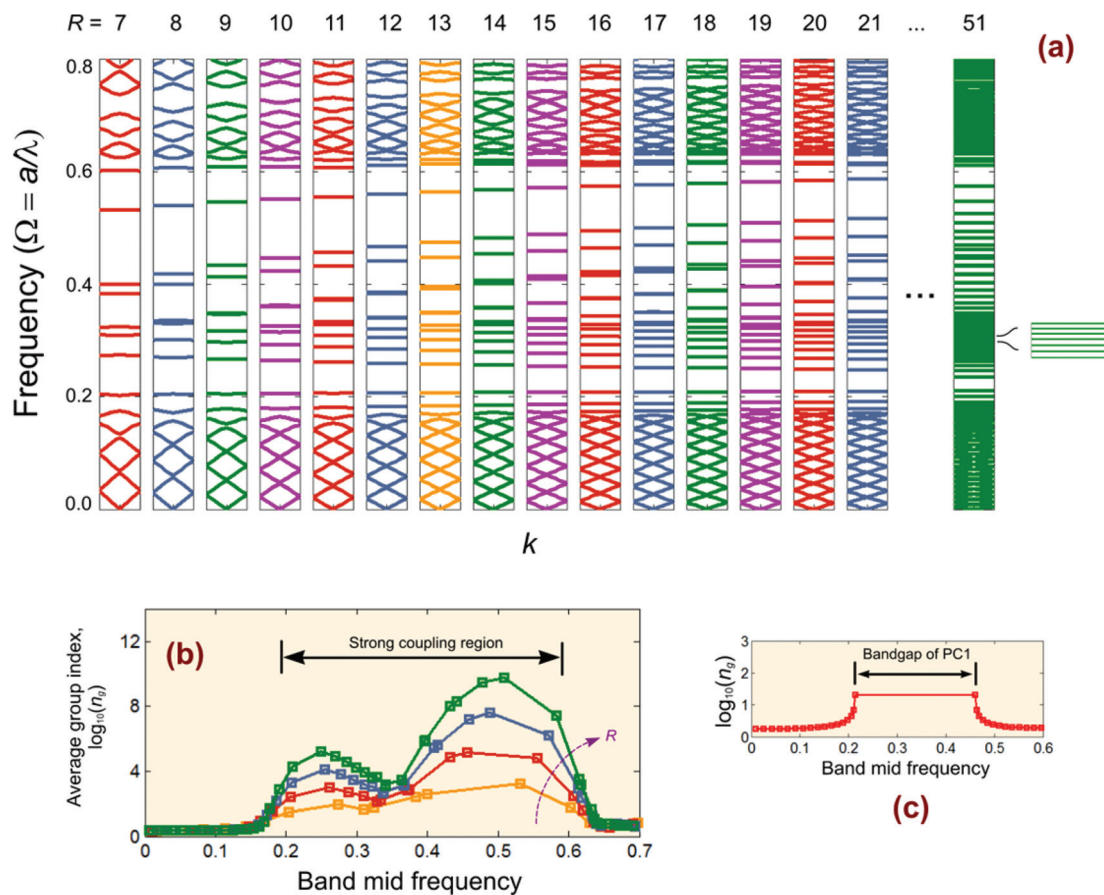 R = 7 8 9 10 11 12 13 14 15 16 17 18 19 20 21 ... 51
(a)
0.8
0.6
0.4
0.2
0.0
Frequency (Ω = a/λ)
...
k
(b)
Strong coupling region
R
12
8
4
0
Average group index,
log₁₀(n_g)
0 0.1 0.2 0.3 0.4 0.5 0.6 0.7
Band mid frequency
Bandgap of PC1
3
2
1
0
log₁₀(n_g)
0 0.1 0.2 0.3 0.4 0.5 0.6
Band mid frequency
(c)